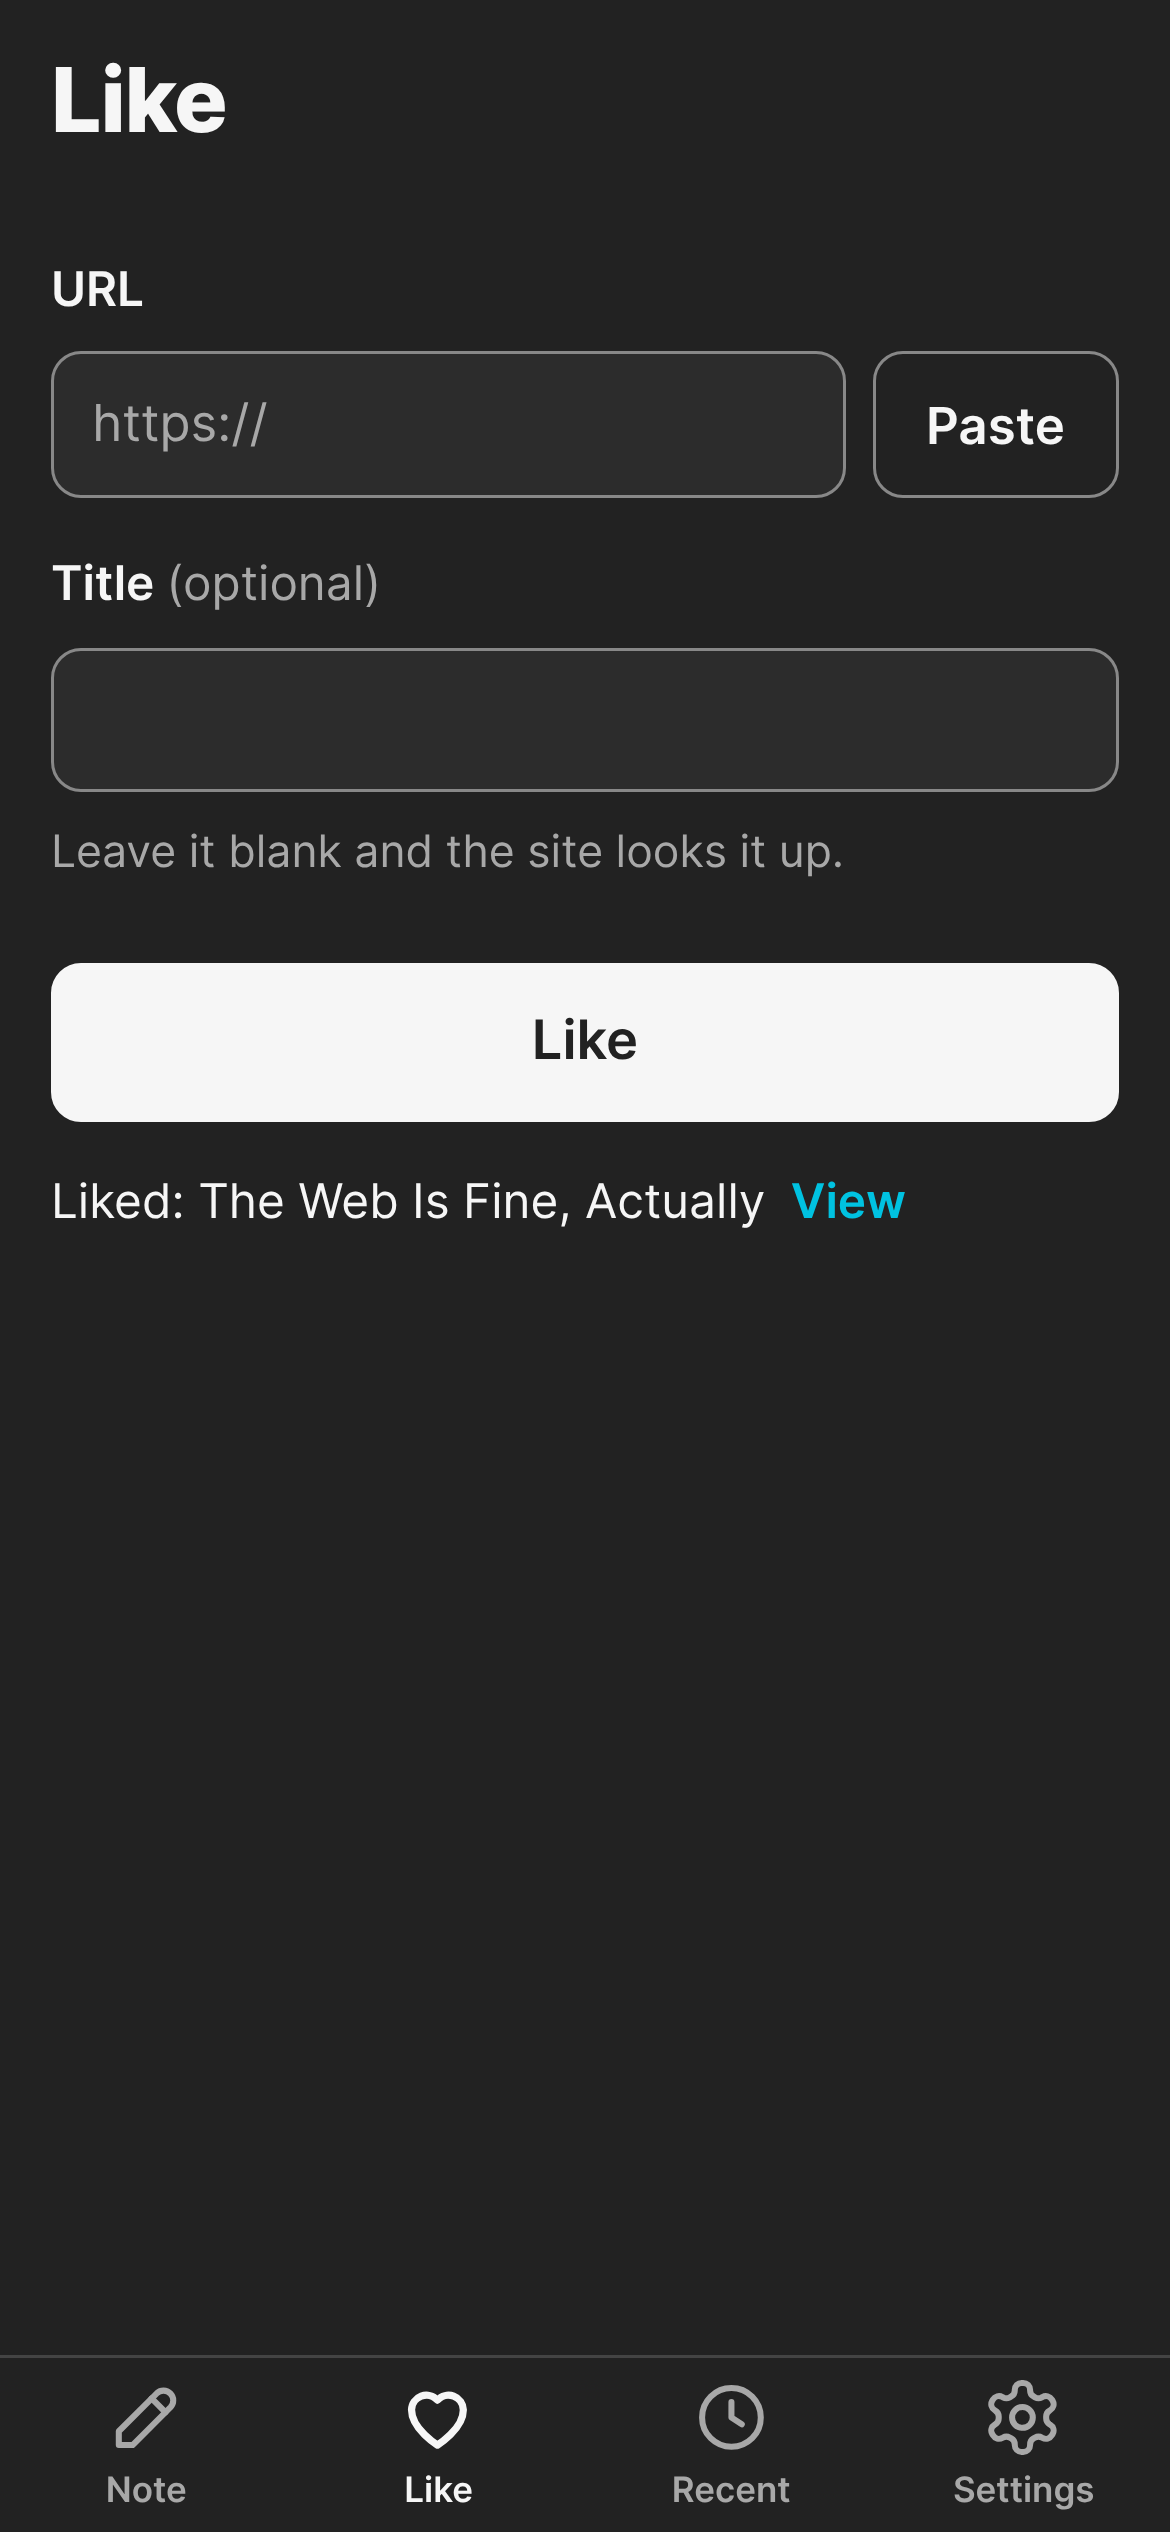 Like
URL
https://
Paste
Title (optional)
Leave it blank and the site looks it up.
Like
Liked: The Web Is Fine, Actually View
Note
Like
Recent
Settings